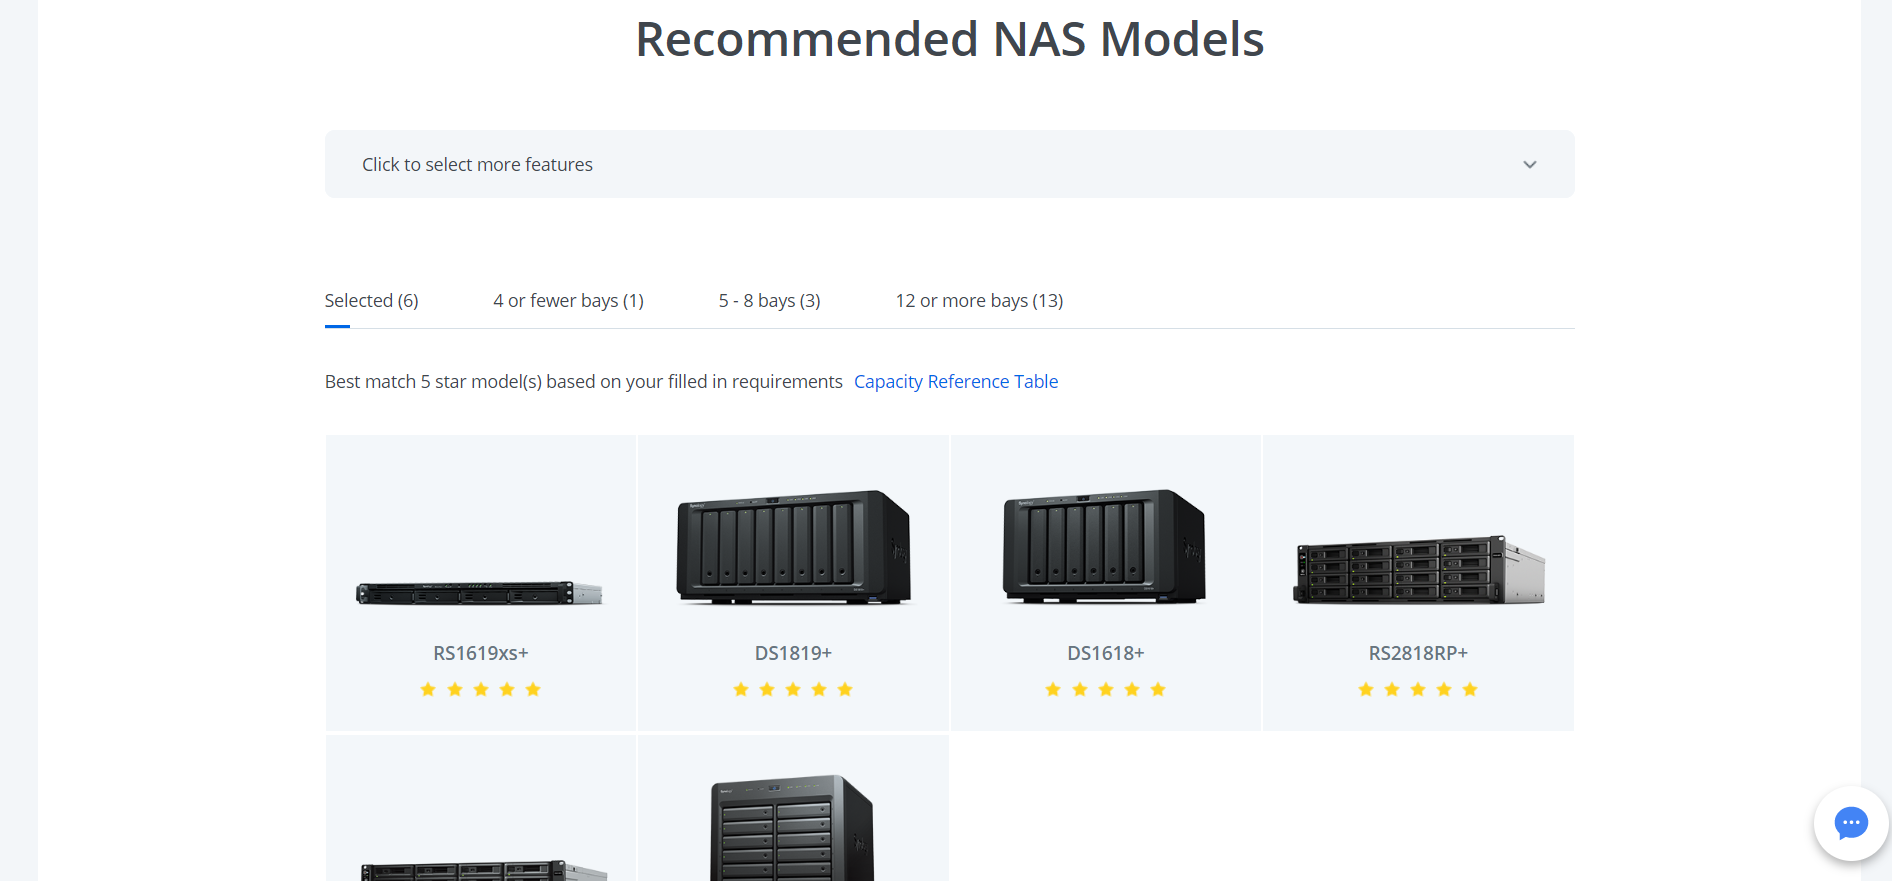 Recommended NAS Models
Click to select more features
Selected (6)
4 or fewer bays (1)
5 - 8 bays (3)
12 or more bays (13)
Best match 5 star model(s) based on your filled in requirements Capacity Reference Table
RS1619xs+
DS1819+
DS1618+
RS2818RP+